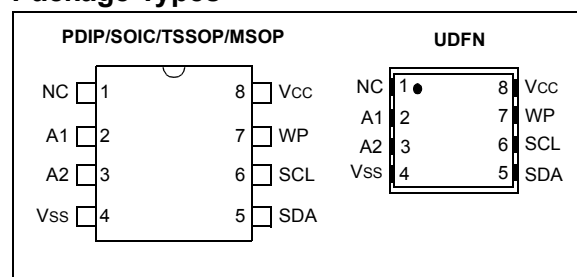 Package Types
PDIP/SOIC/TSSOP/MSOP
NC 1 8 VCC
A1 2 7 WP
A2 3 6 SCL
VSS 4 5 SDA
UDFN
NC 1 8 VCC
A1 2 7 WP
A2 3 6 SCL
VSS 4 5 SDA